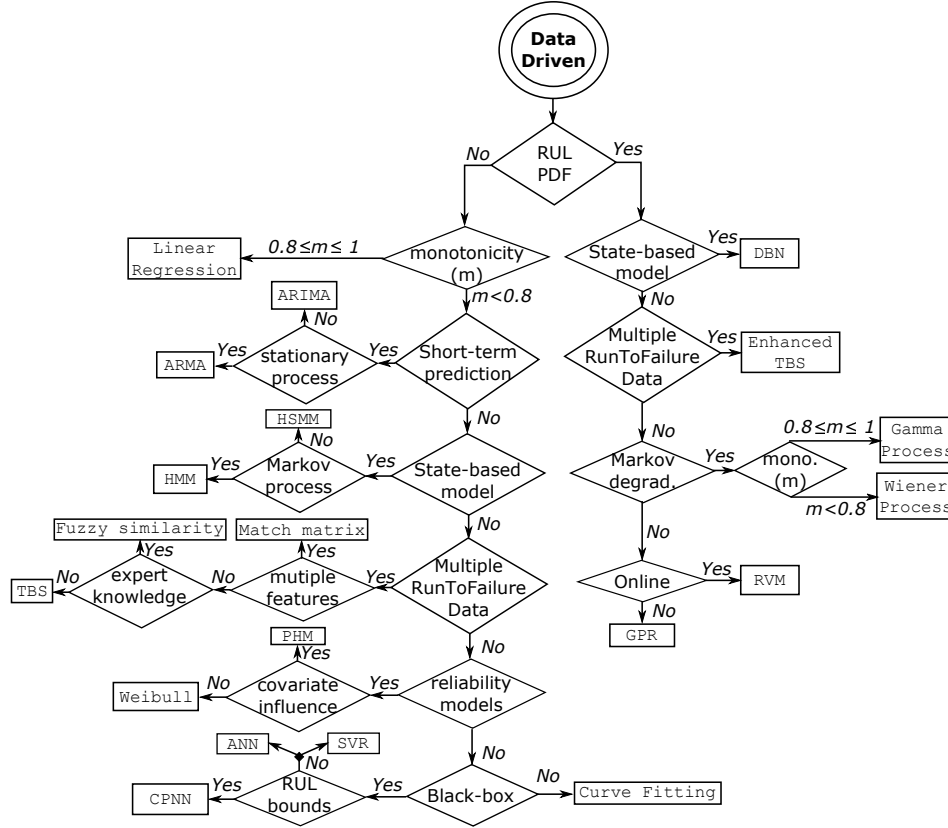 Data
Driven
No
RUL
PDF
Yes
Linear
Regression
0.8≤m≤ 1
monotonicity
(m)
m<0.8
State-based
model
Yes
DBN
No
ARIMA
No
ARMA
Yes
stationary
process
Yes
Short-term
prediction
No
Multiple
RunToFailure
Data
Yes
Enhanced
TBS
No
HSMM
No
HMM
Yes
Markov
process
Yes
State-based
model
No
Markov
degrad.
Yes
mono.
(m)
0.8≤m≤ 1
Gamma
Process
m<0.8
Wiener
Process
No
Fuzzy similarity
Yes
Match matrix
Yes
TBS
No
expert
knowledge
No
mutiple
features
Yes
Multiple
RunToFailure
Data
No
Online
Yes
RVM
No
GPR
PHM
Yes
Weibull
No
covariate
influence
Yes
reliability
models
No
ANN
SVR
No
CPNN
Yes
RUL
bounds
Yes
Black-box
No
Curve Fitting